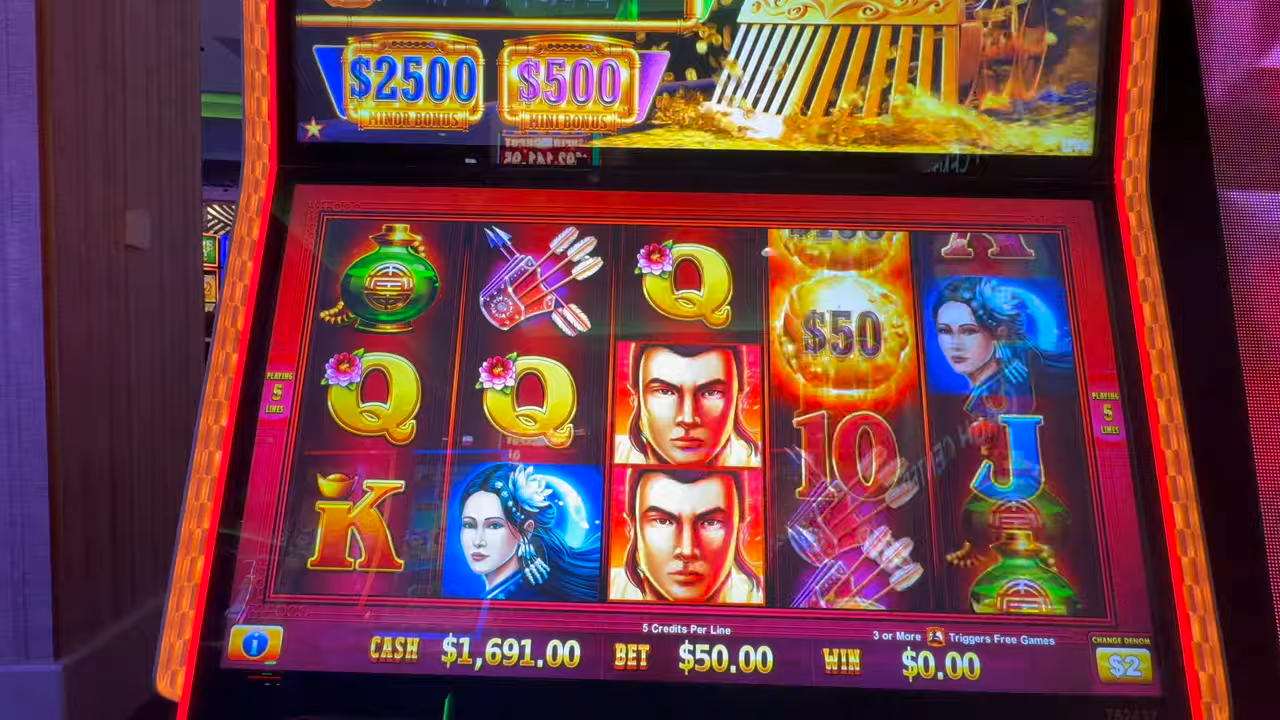 $2500
$500
MINOR BONUS
MINI BONUS
Q
$50
PLAYING
5
LINES
Q
Q
PLAYING
5
LINES
10
J
K
5 Credits Per Line
3 or More
Triggers Free Games
CHANGE DENOM
i
CASH
$1,691.00
BET
$50.00
WIN
$0.00
$2